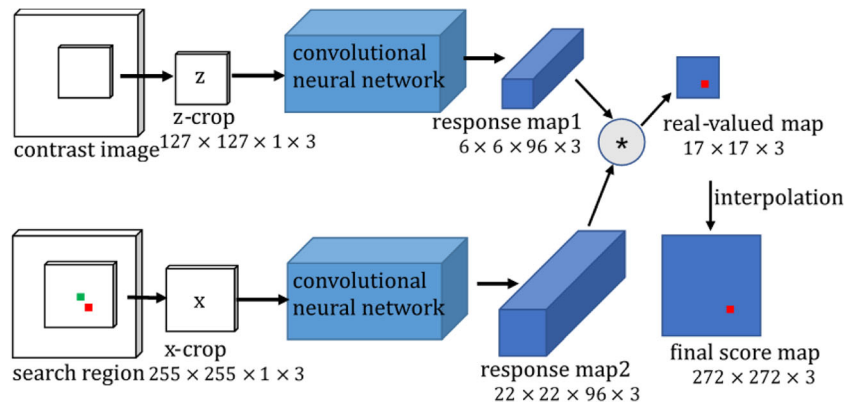 contrast image
z
z-crop
127 × 127 × 1 × 3
convolutional
neural network
response map1
6 × 6 × 96 × 3
*
real-valued map
17 × 17 × 3
interpolation
search region
x
x-crop
255 × 255 × 1 × 3
convolutional
neural network
response map2
22 × 22 × 96 × 3
final score map
272 × 272 × 3